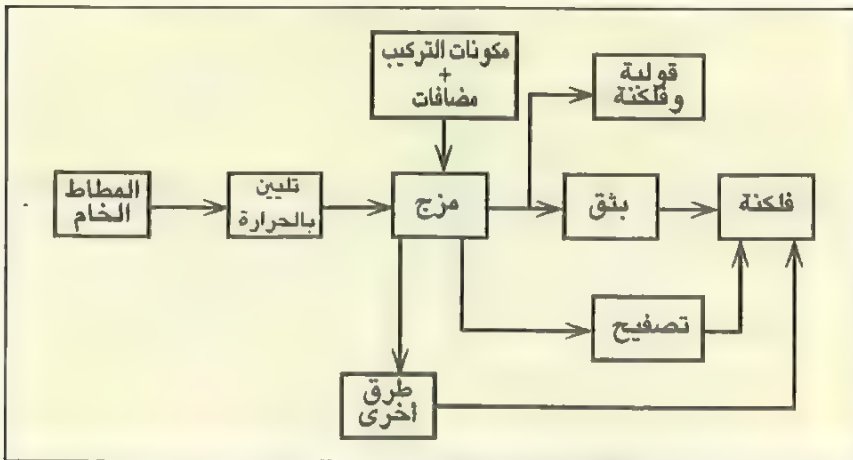 مكونات التركيب
+
مضافات
قولبة
وفلكنة
المطاط
الخام
تليين
بالحرارة
مزج
بثق
فلكنة
تصفيح
طرق
أخرى